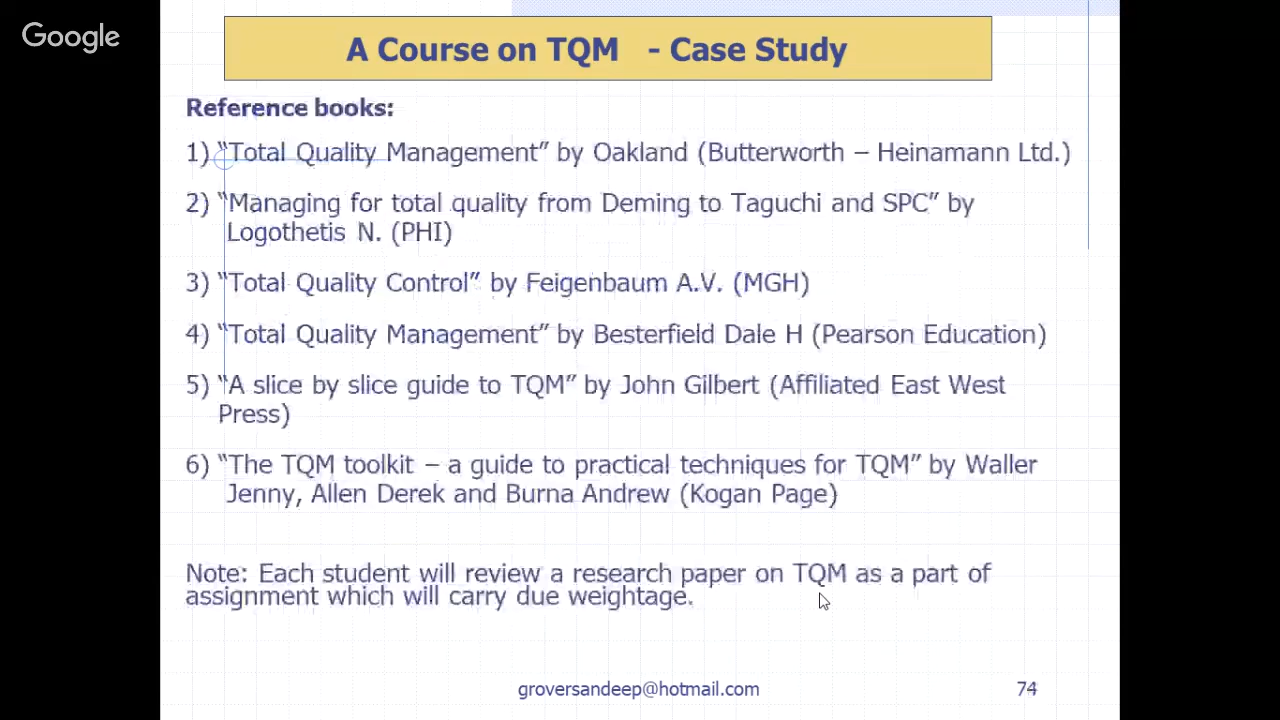 Google
A Course on TQM - Case Study
Reference books:
1) “Total Quality Management” by Oakland (Butterworth – Heinamann Ltd.)
2) “Managing for total quality from Deming to Taguchi and SPC” by
Logothetis N. (PHI)
3) “Total Quality Control” by Feigenbaum A.V. (MGH)
4) “Total Quality Management” by Besterfield Dale H (Pearson Education)
5) “A slice by slice guide to TQM” by John Gilbert (Affiliated East West
Press)
6) “The TQM toolkit – a guide to practical techniques for TQM” by Waller
Jenny, Allen Derek and Burna Andrew (Kogan Page)
Note: Each student will review a research paper on TQM as a part of
assignment which will carry due weightage.
groversandeep@hotmail.com
74